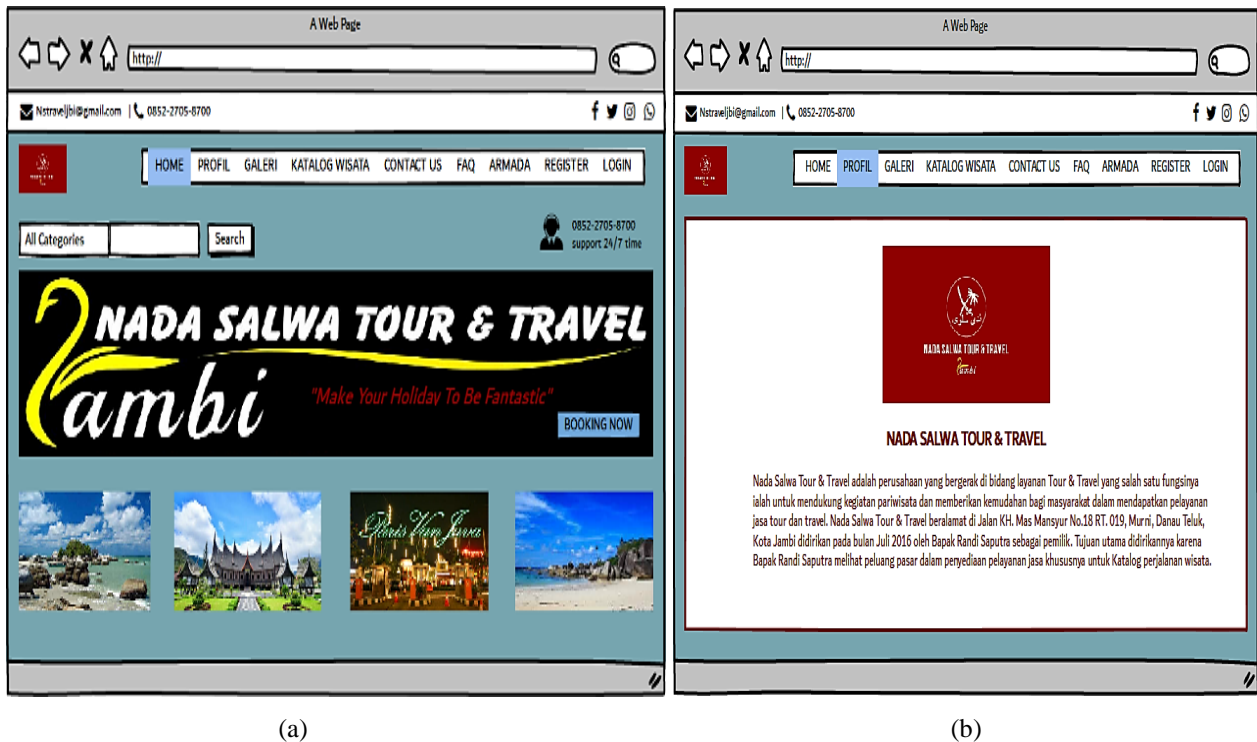 A Web Page
http://
Nstraveljbi@gmail.com | 0852-2705-8700
HOME PROFIL GALERI KATALOG WISATA CONTACT US FAQ ARMADA REGISTER LOGIN
All Categories Search
0852-2705-8700
support 24/7 time
NADA SALWA TOUR & TRAVEL
Jambi
"Make Your Holiday To Be Fantastic"
BOOKING NOW
Paris Van Java
(a)
A Web Page
http://
Nstraveljbi@gmail.com | 0852-2705-8700
HOME PROFIL GALERI KATALOG WISATA CONTACT US FAQ ARMADA REGISTER LOGIN
NADA SALWA TOUR & TRAVEL
Jambi
NADA SALWA TOUR & TRAVEL
Nada Salwa Tour & Travel adalah perusahaan yang bergerak di bidang layanan Tour & Travel yang salah satu fungsinya
ialah untuk mendukung kegiatan pariwisata dan memberikan kemudahan bagi masyarakat dalam mendapatkan pelayanan
jasa tour dan travel. Nada Salwa Tour & Travel beralamat di Jalan KH. Mas Mansyur No.18 RT. 019, Murni, Danau Teluk,
Kota Jambi didirikan pada bulan Juli 2016 oleh Bapak Randi Saputra sebagai pemilik. Tujuan utama didirikannya karena
Bapak Randi Saputra melihat peluang pasar dalam penyediaan pelayanan jasa khususnya untuk Katalog perjalanan wisata.
(b)